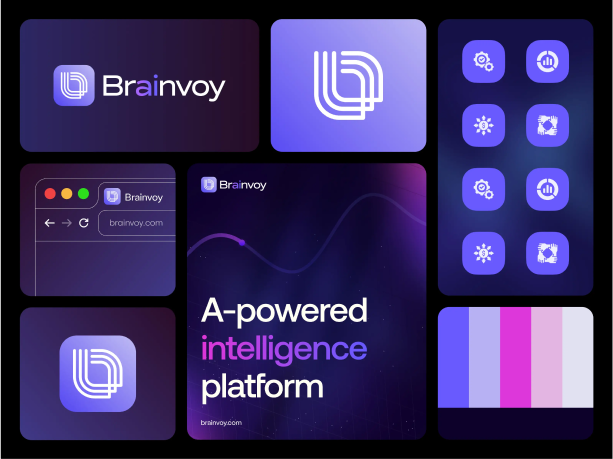 Brainvoy
Brainvoy
brainvoy.com
Brainvoy
A-powered
intelligence
platform
brainvoy.com